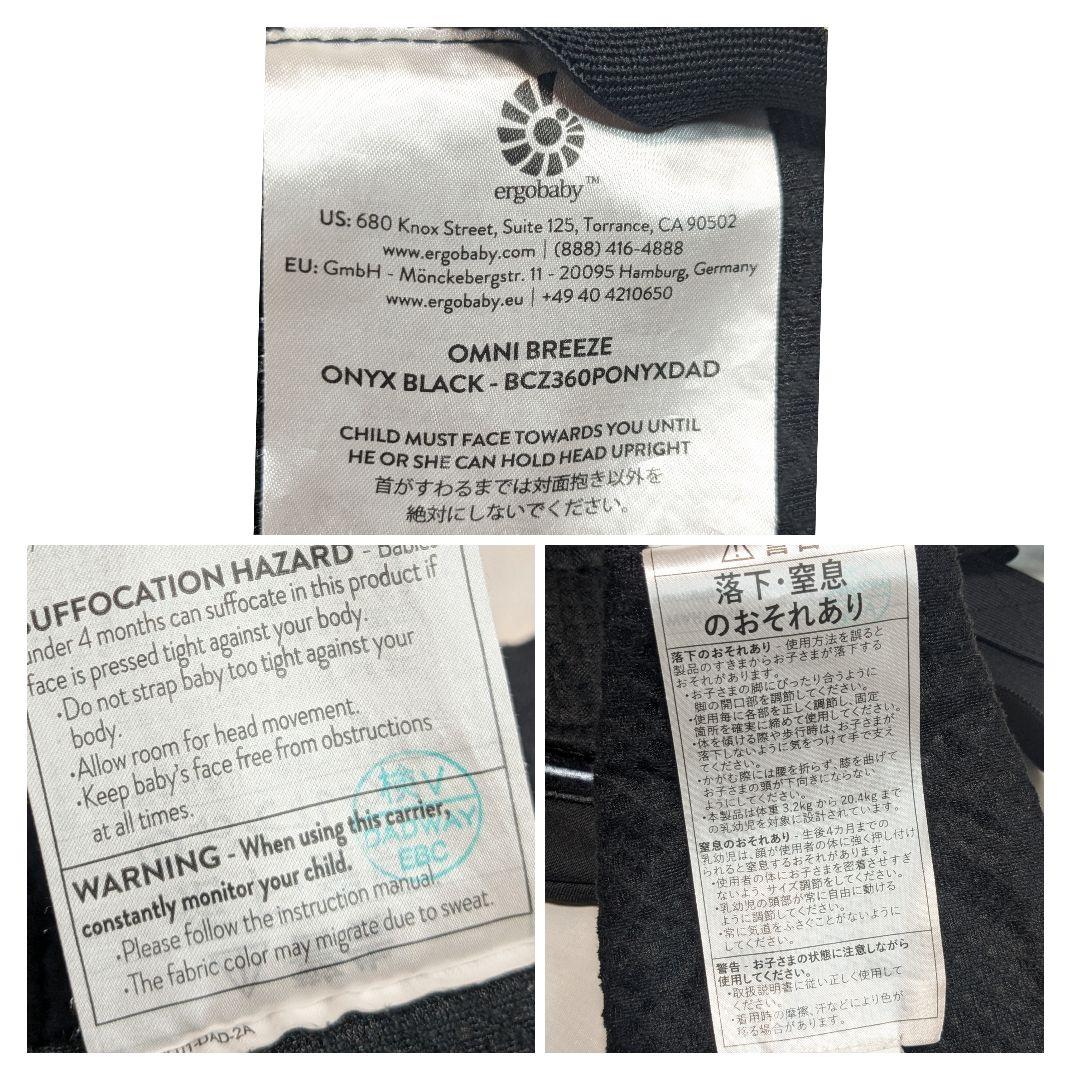 ergobaby™
US: 680 Knox Street, Suite 125, Torrance, CA 90502
www.ergobaby.com | (888) 416-4888
EU: GmbH - Mönckebergstr. 11 - 20095 Hamburg, Germany
www.ergobaby.eu | +49 40 4210650
OMNI BREEZE
ONYX BLACK - BCZ360PONYXDAD
CHILD MUST FACE TOWARDS YOU UNTIL
HE OR SHE CAN HOLD HEAD UPRIGHT
首がすわるまでは対面抱き以外を
絶対にしないでください。
SUFFOCATION HAZARD - Babies
under 4 months can suffocate in this product if
face is pressed tight against your body.
•Do not strap baby too tight against your
body.
•Allow room for head movement.
•Keep baby's face free from obstructions
at all times.
WARNING - When using this carrier,
constantly monitor your child.
•Please follow the instruction manual.
•The fabric color may migrate due to sweat.
検V
DADWAY
EBC
DAD-2A
⚠警告
落下・窒息
のおそれあり
落下のおそれあり - 使用方法を誤ると
製品のすきまからお子さまが落下する
おそれがあります。
・お子さまの脚にぴったり合うように
脚の開口部を調節してください。
・使用毎に各部を正しく調節し、固定
箇所を確実に締めて使用してください。
・体を傾ける際や歩行時は、お子さまが
落下しないように気をつけて手で支え
てください。
・かがむ際には腰を折らず、膝を曲げて
お子さまの頭が下向きにならない
ようにしてください。
・本製品は体重 3.2kg から 20.4kg まで
の乳幼児を対象に設計されています。
窒息のおそれあり - 生後4カ月までの
乳幼児は、顔が使用者の体に強く押し付け
られると窒息するおそれがあります。
・使用者の体にお子さまを密着させすぎ
ないよう、サイズ調節をしてください。
・乳幼児の頭部が常に自由に動ける
ように調節してください。
・常に気道をふさぐことがないように
してください。
警告 - お子さまの状態に注意しながら
使用してください。
・取扱説明書に従い正しく使用して
ください。
・着用時の摩擦、汗などにより色が
移る場合があります。